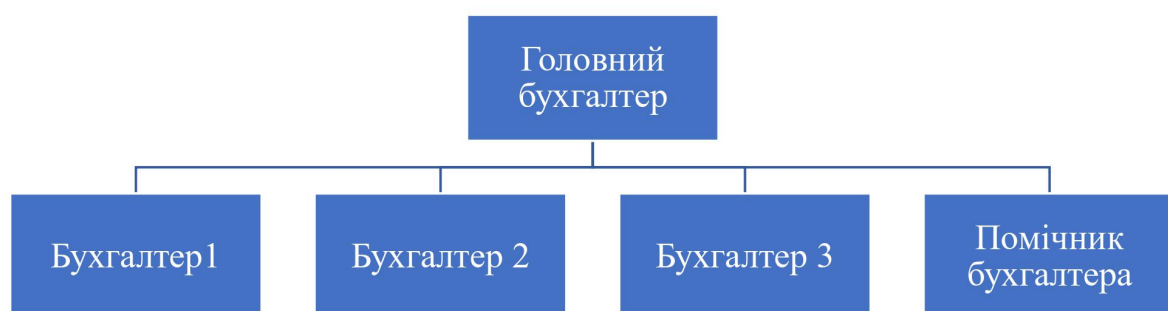 Головний
бухгалтер
Бухгалтер1
Бухгалтер 2
Бухгалтер 3
Помічник
бухгалтера